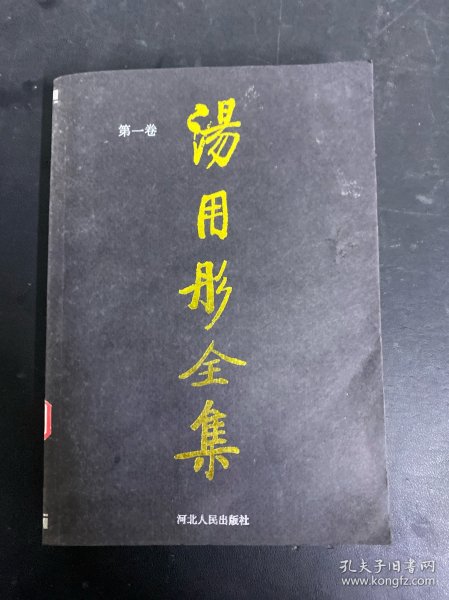 第一卷
湯用彤全集
河北人民出版社
孔夫子旧书网
www.kongfz.com